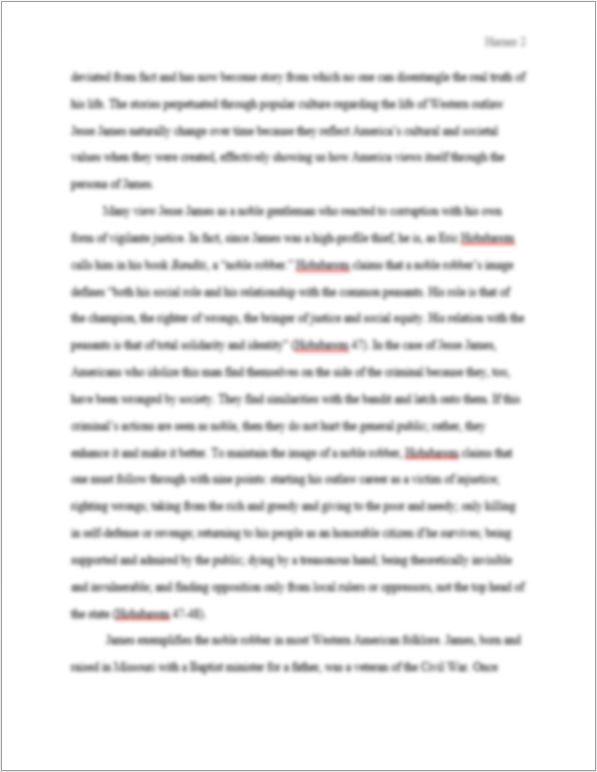 2
deviated from fact and has now become story from which no one can disentangle the real truth of
his life. The stories perpetuated through popular culture regarding the life of Western outlaw
Jesse James naturally change over time because they reflect America's cultural and societal
values when they were created, effectively showing us how America views itself through the
persona of James.
Many view Jesse James as a noble gentleman who reacted to corruption with his own
form of vigilante justice. In fact, since James was a high-profile thief, he is, as Eric Hobsbawm
calls him in his book Bandits, a "noble robber." Hobsbawm claims that a noble robber's image
defines "both his social role and his relationship with the common peasants. His role is that of
the champion, the righter of wrongs, the bringer of justice and social equity. His relation with the
peasants is that of total solidarity and identity" (Hobsbawm 47). In the case of Jesse James,
Americans who idolize this man find themselves on the side of the criminal because they, too,
have been wronged by society. They find similarities with the bandit and latch onto them. If this
criminal's actions are seen as noble, then they do not hurt the general public; rather, they
enhance it and make it better. To maintain the image of a noble robber, Hobsbawm claims that
one must follow through with nine points: starting his outlaw career as a victim of injustice;
righting wrongs; taking from the rich and greedy and giving to the poor and needy; only killing
in self-defense or revenge; returning to his people as an honorable citizen if he survives; being
supported and admired by the public; dying by a treasonous hand; being theoretically invisible
and invulnerable; and finding opposition only from local rulers or oppressors, not the top head of
the state (Hobsbawm 47-48).
James exemplifies the noble robber in most Western American folklore. James, born and
raised in Missouri with a Baptist minister for a father, was a veteran of the Civil War. Once